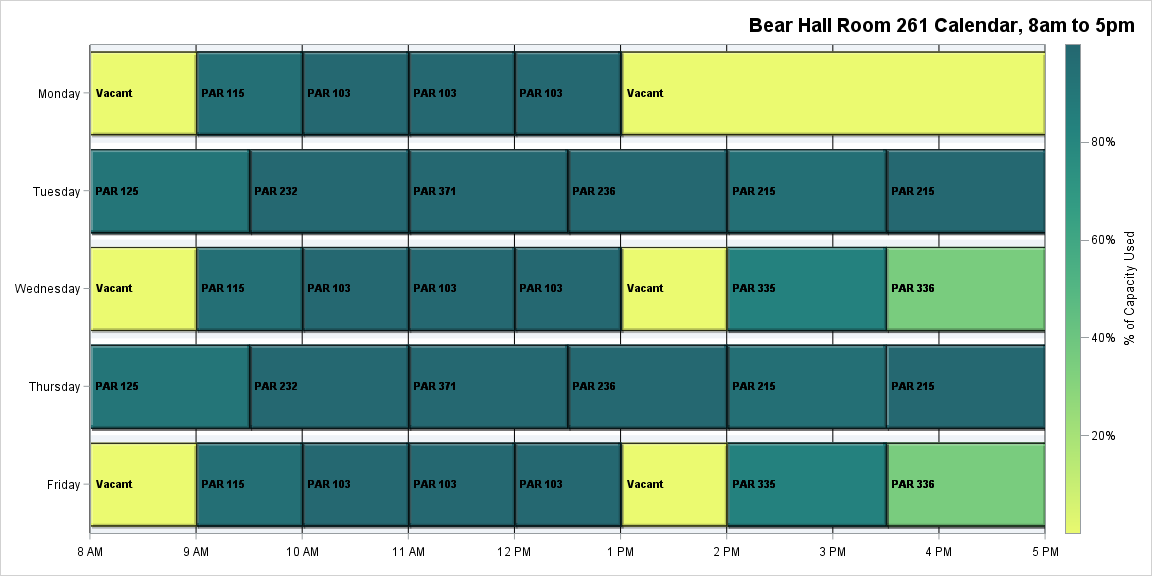 Bear Hall Room 261 Calendar, 8am to 5pm
Monday
Vacant
PAR 115
PAR 103
PAR 103
PAR 103
Vacant
Tuesday
PAR 125
PAR 232
PAR 371
PAR 236
PAR 215
PAR 215
Wednesday
Vacant
PAR 115
PAR 103
PAR 103
PAR 103
Vacant
PAR 335
PAR 336
Thursday
PAR 125
PAR 232
PAR 371
PAR 236
PAR 215
PAR 215
Friday
Vacant
PAR 115
PAR 103
PAR 103
PAR 103
Vacant
PAR 335
PAR 336
8 AM
9 AM
10 AM
11 AM
12 PM
1 PM
2 PM
3 PM
4 PM
5 PM
80%
60%
40%
20%
% of Capacity Used